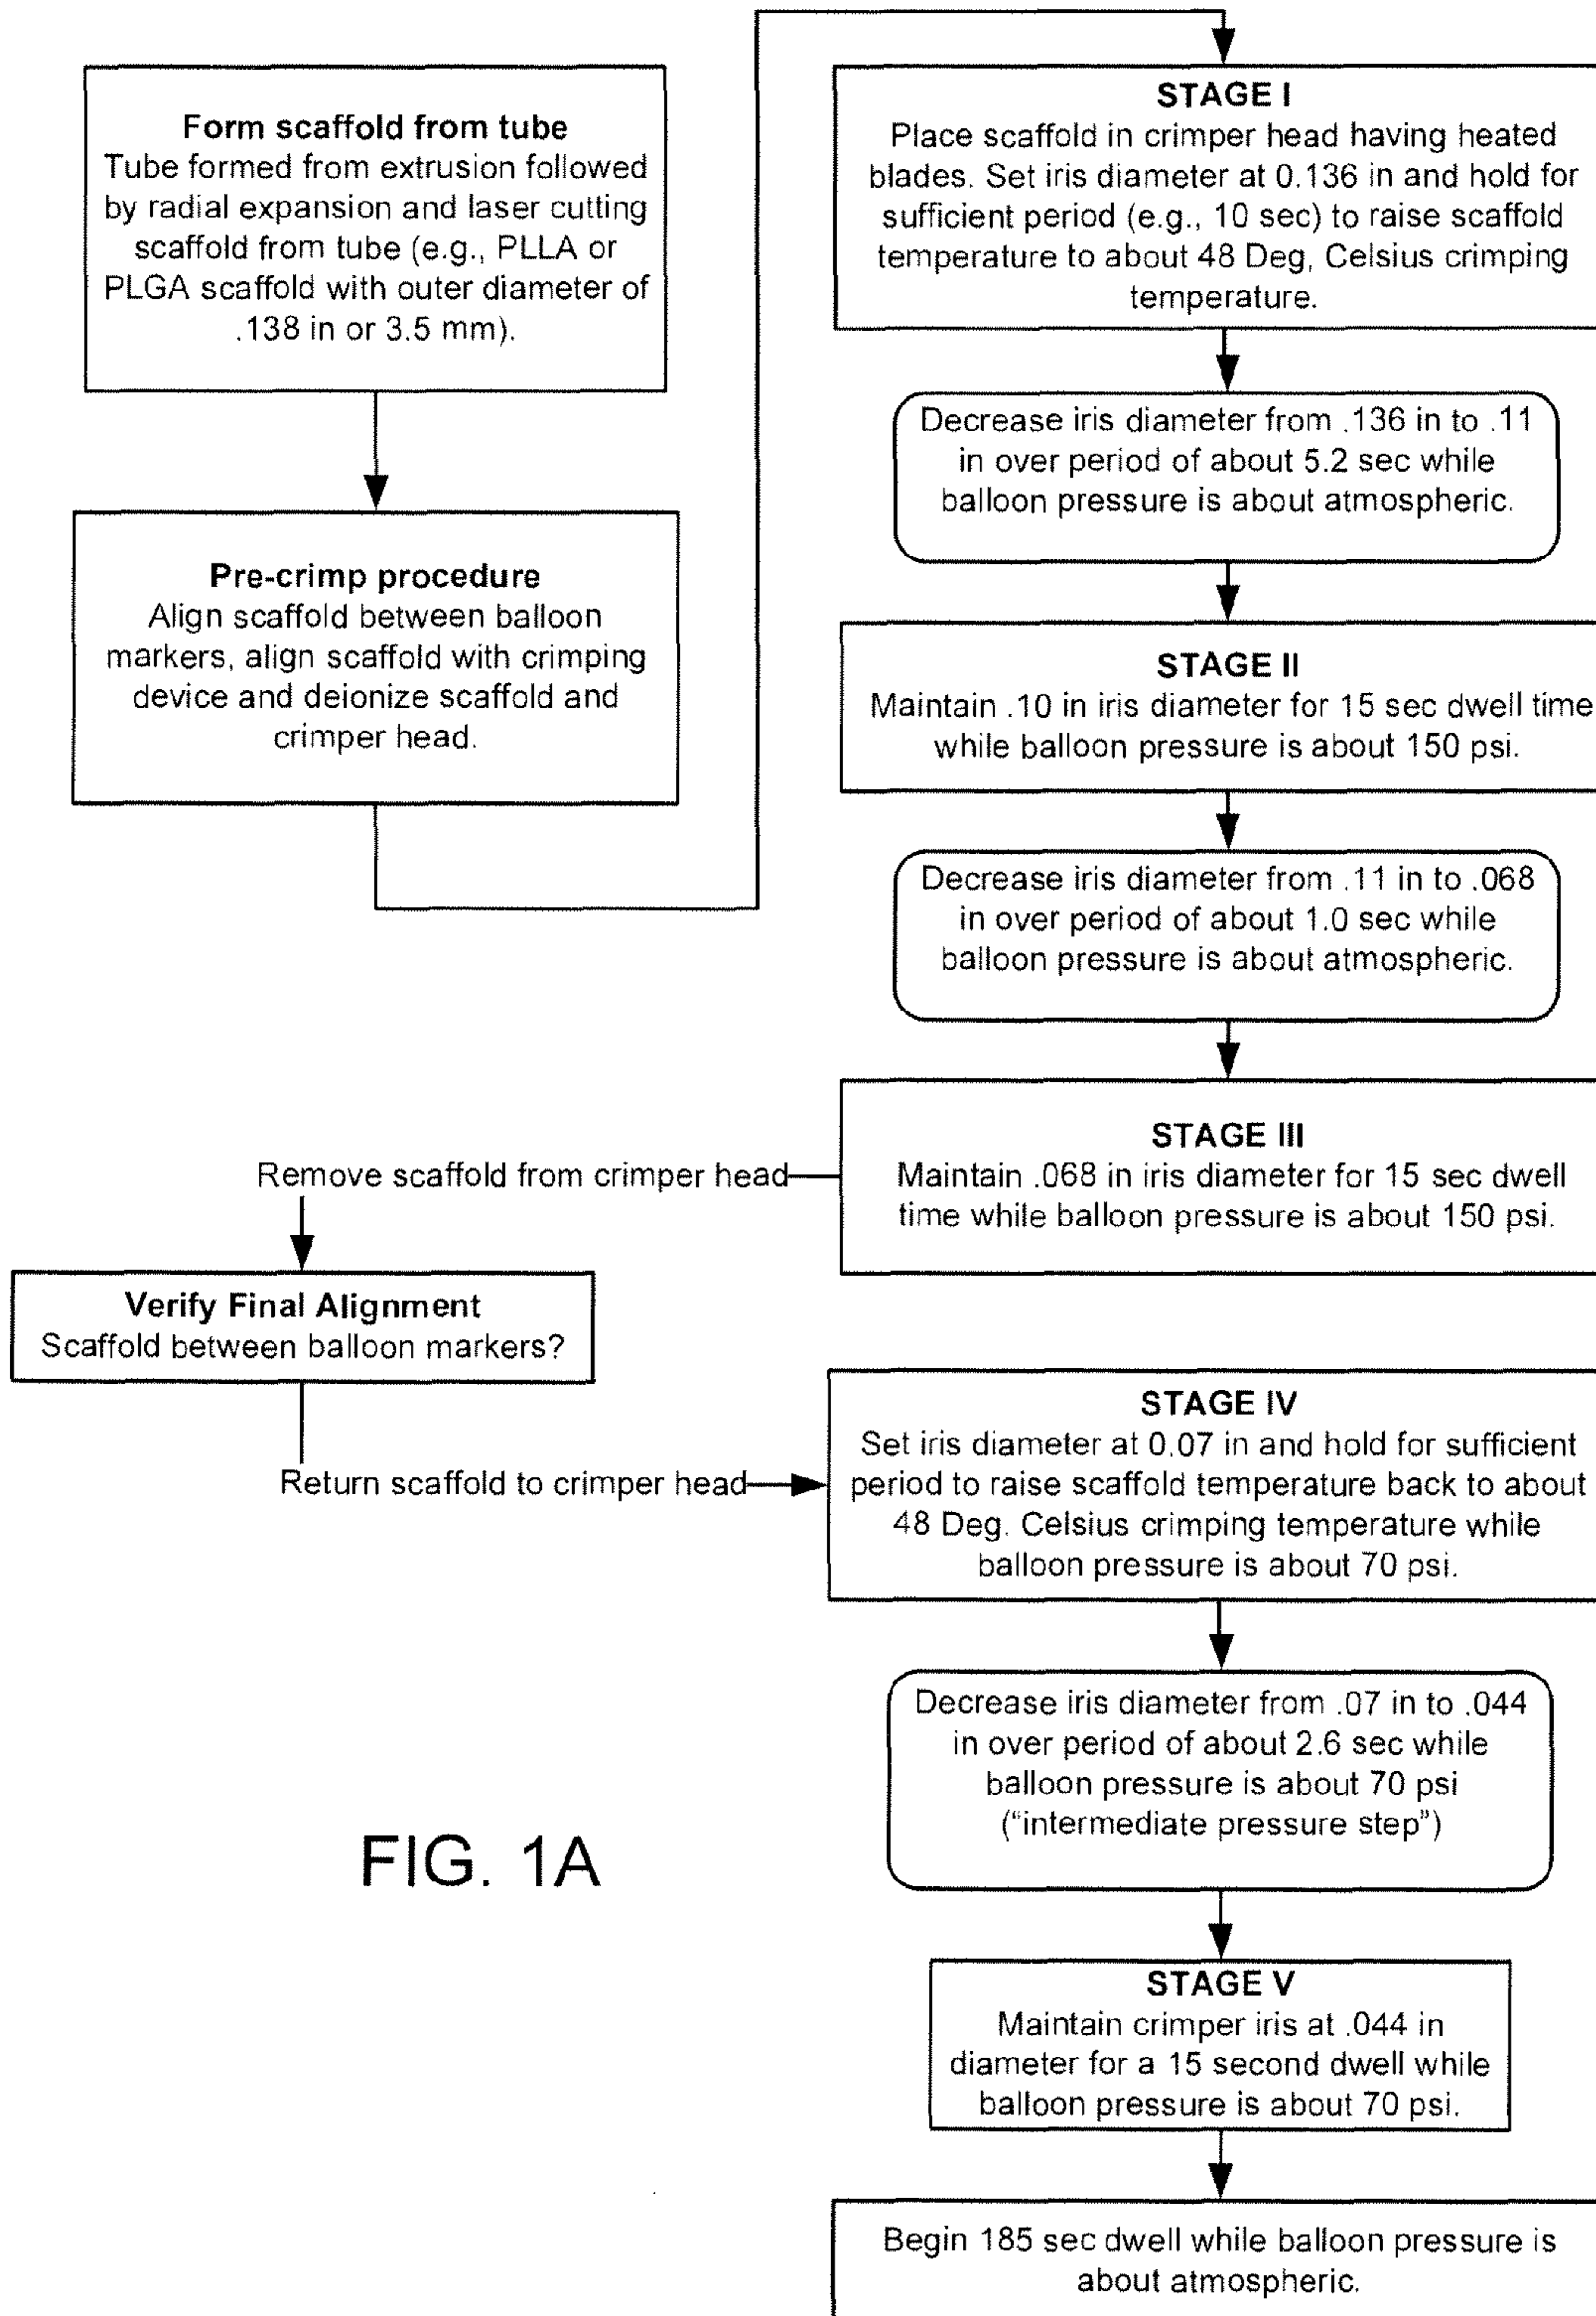 Form scaffold from tube
Tube formed from extrusion followed
by radial expansion and laser cutting
scaffold from tube (e.g., PLLA or
PLGA scaffold with outer diameter of
.138 in or 3.5 mm).
Pre-crimp procedure
Align scaffold between balloon
markers, align scaffold with crimping
device and deionize scaffold and
crimper head.
STAGE I
Place scaffold in crimper head having heated
blades. Set iris diameter at 0.136 in and hold for
sufficient period (e.g., 10 sec) to raise scaffold
temperature to about 48 Deg, Celsius crimping
temperature.
Decrease iris diameter from .136 in to .11
in over period of about 5.2 sec while
balloon pressure is about atmospheric.
STAGE II
Maintain .10 in iris diameter for 15 sec dwell time
while balloon pressure is about 150 psi.
Decrease iris diameter from .11 in to .068
in over period of about 1.0 sec while
balloon pressure is about atmospheric.
STAGE III
Maintain .068 in iris diameter for 15 sec dwell
time while balloon pressure is about 150 psi.
Remove scaffold from crimper head
Verify Final Alignment
Scaffold between balloon markers?
Return scaffold to crimper head
STAGE IV
Set iris diameter at 0.07 in and hold for sufficient
period to raise scaffold temperature back to about
48 Deg. Celsius crimping temperature while
balloon pressure is about 70 psi.
Decrease iris diameter from .07 in to .044
in over period of about 2.6 sec while
balloon pressure is about 70 psi
(“intermediate pressure step”)
STAGE V
Maintain crimper iris at .044 in
diameter for a 15 second dwell while
balloon pressure is about 70 psi.
Begin 185 sec dwell while balloon pressure is
about atmospheric.
FIG. 1A